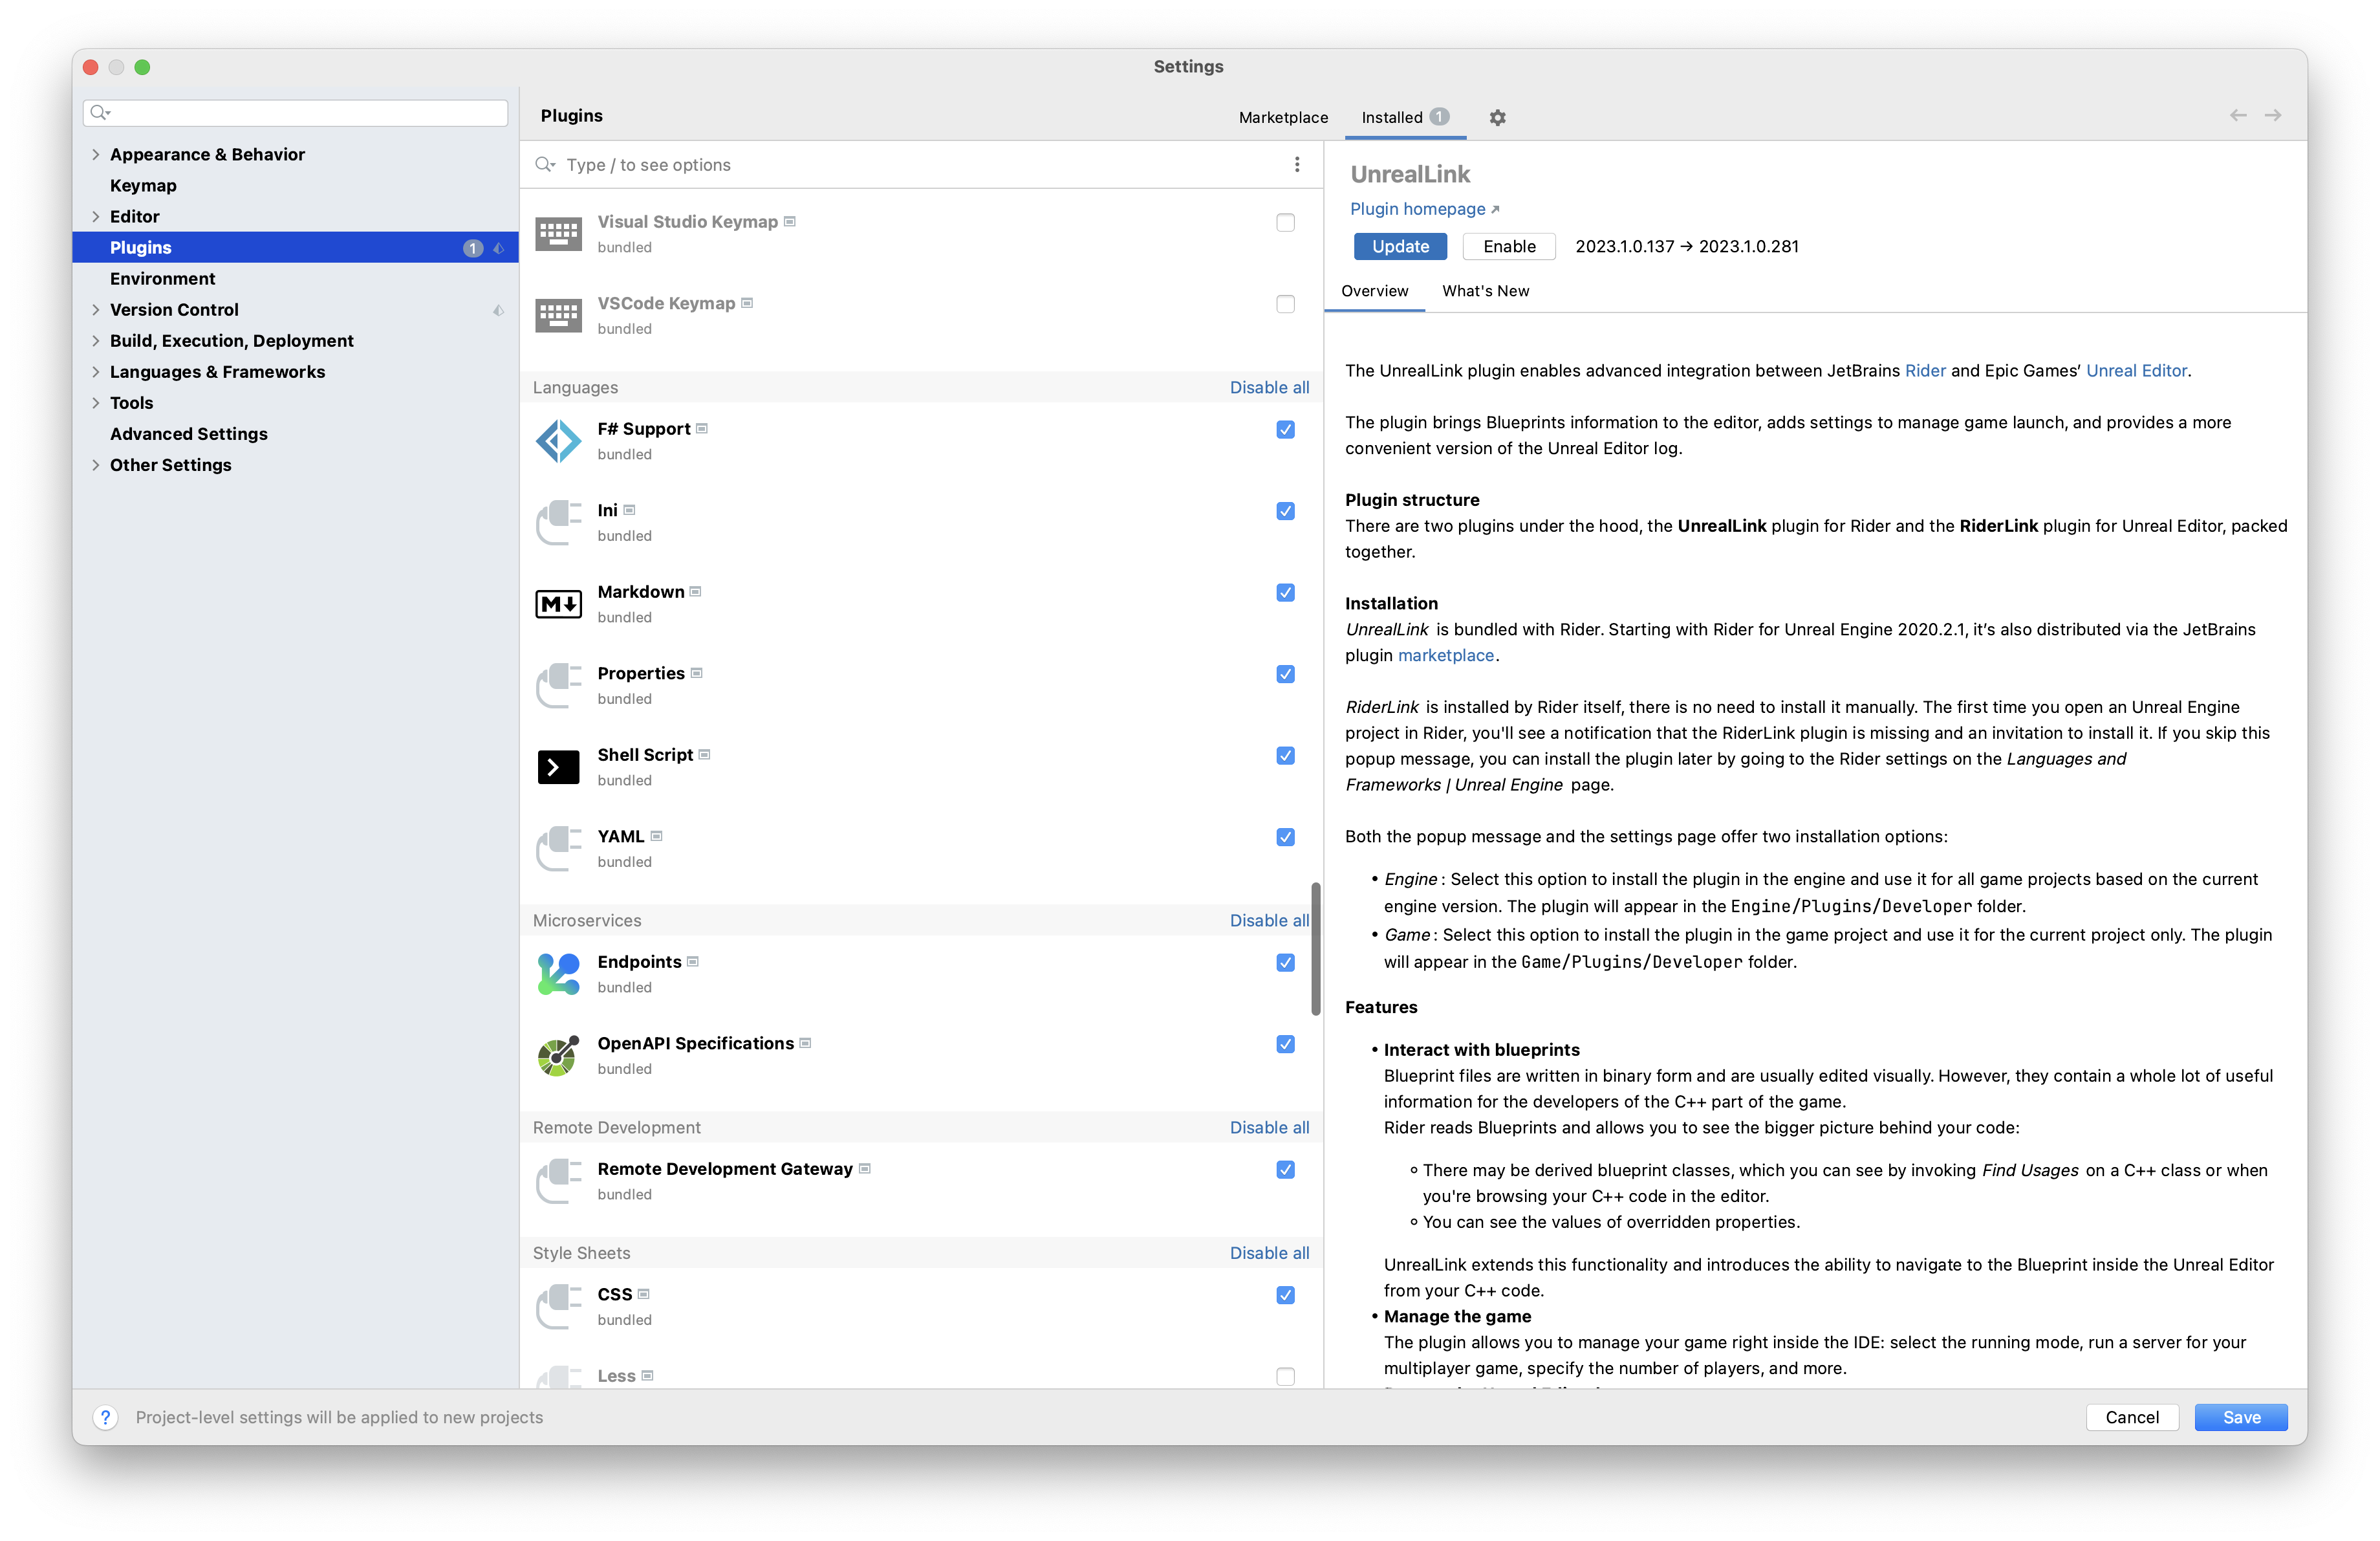 Settings
Appearance & Behavior
Keymap
Editor
Plugins 1
Environment
Version Control
Build, Execution, Deployment
Languages & Frameworks
Tools
Advanced Settings
Other Settings
Plugins
Marketplace
Installed 1
Type / to see options
Visual Studio Keymap
bundled
VSCode Keymap
bundled
Languages Disable all
F# Support
bundled
Ini
bundled
Markdown
bundled
Properties
bundled
Shell Script
bundled
YAML
bundled
Microservices Disable all
Endpoints
bundled
OpenAPI Specifications
bundled
Remote Development Disable all
Remote Development Gateway
bundled
Style Sheets Disable all
CSS
bundled
Less
UnrealLink
Plugin homepage ↗
Update Enable 2023.1.0.137 → 2023.1.0.281
Overview What's New
The UnrealLink plugin enables advanced integration between JetBrains Rider and Epic Games’ Unreal Editor.
The plugin brings Blueprints information to the editor, adds settings to manage game launch, and provides a more
convenient version of the Unreal Editor log.
Plugin structure
There are two plugins under the hood, the UnrealLink plugin for Rider and the RiderLink plugin for Unreal Editor, packed
together.
Installation
UnrealLink is bundled with Rider. Starting with Rider for Unreal Engine 2020.2.1, it’s also distributed via the JetBrains
plugin marketplace.
RiderLink is installed by Rider itself, there is no need to install it manually. The first time you open an Unreal Engine
project in Rider, you'll see a notification that the RiderLink plugin is missing and an invitation to install it. If you skip this
popup message, you can install the plugin later by going to the Rider settings on the Languages and
Frameworks | Unreal Engine page.
Both the popup message and the settings page offer two installation options:
• Engine : Select this option to install the plugin in the engine and use it for all game projects based on the current
engine version. The plugin will appear in the Engine/Plugins/Developer folder.
• Game : Select this option to install the plugin in the game project and use it for the current project only. The plugin
will appear in the Game/Plugins/Developer folder.
Features
• Interact with blueprints
Blueprint files are written in binary form and are usually edited visually. However, they contain a whole lot of useful
information for the developers of the C++ part of the game.
Rider reads Blueprints and allows you to see the bigger picture behind your code:
There may be derived blueprint classes, which you can see by invoking Find Usages on a C++ class or when
you're browsing your C++ code in the editor.
You can see the values of overridden properties.
UnrealLink extends this functionality and introduces the ability to navigate to the Blueprint inside the Unreal Editor
from your C++ code.
• Manage the game
The plugin allows you to manage your game right inside the IDE: select the running mode, run a server for your
multiplayer game, specify the number of players, and more.
? Project-level settings will be applied to new projects
Cancel Save